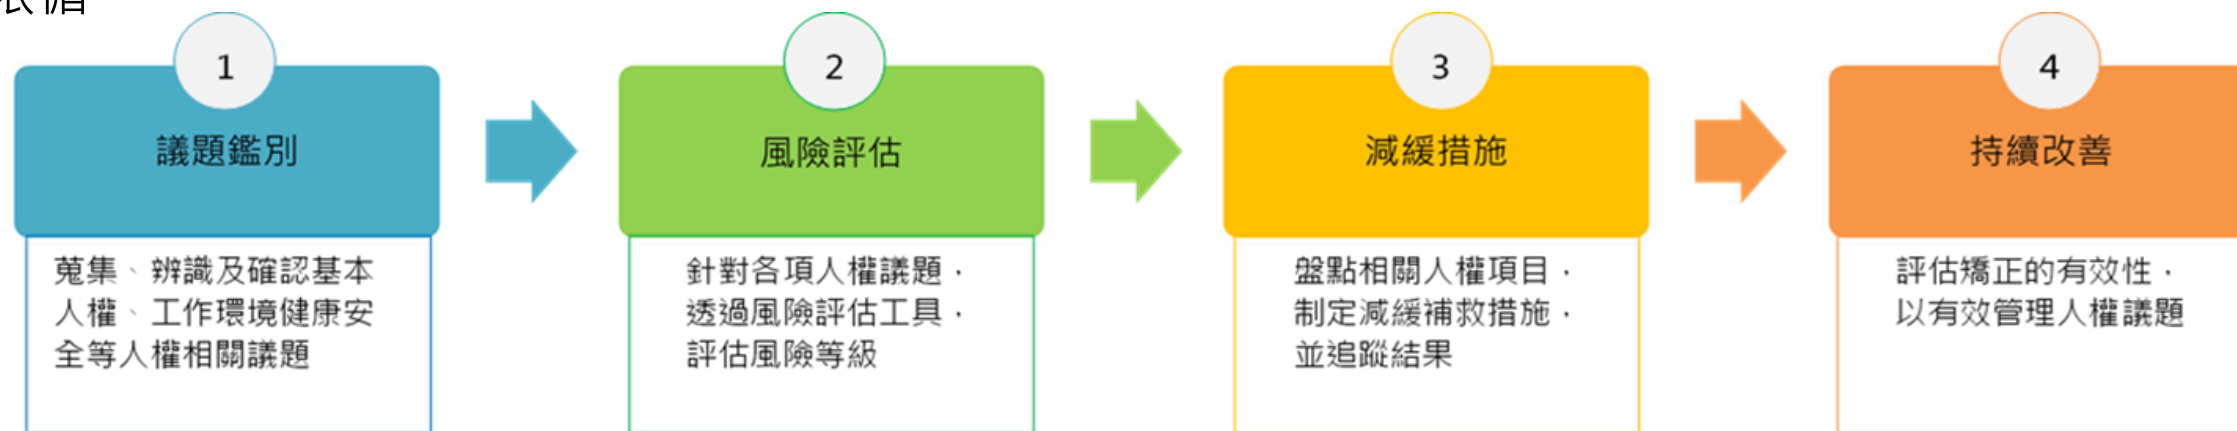 1
議題鑑別
蒐集、辨識及確認基本
人權、工作環境健康安
全等人權相關議題
2
風險評估
針對各項人權議題，
透過風險評估工具，
評估風險等級
3
減緩措施
盤點相關人權項目，
制定減緩補救措施，
並追蹤結果
4
持續改善
評估矯正的有效性，
以有效管理人權議題